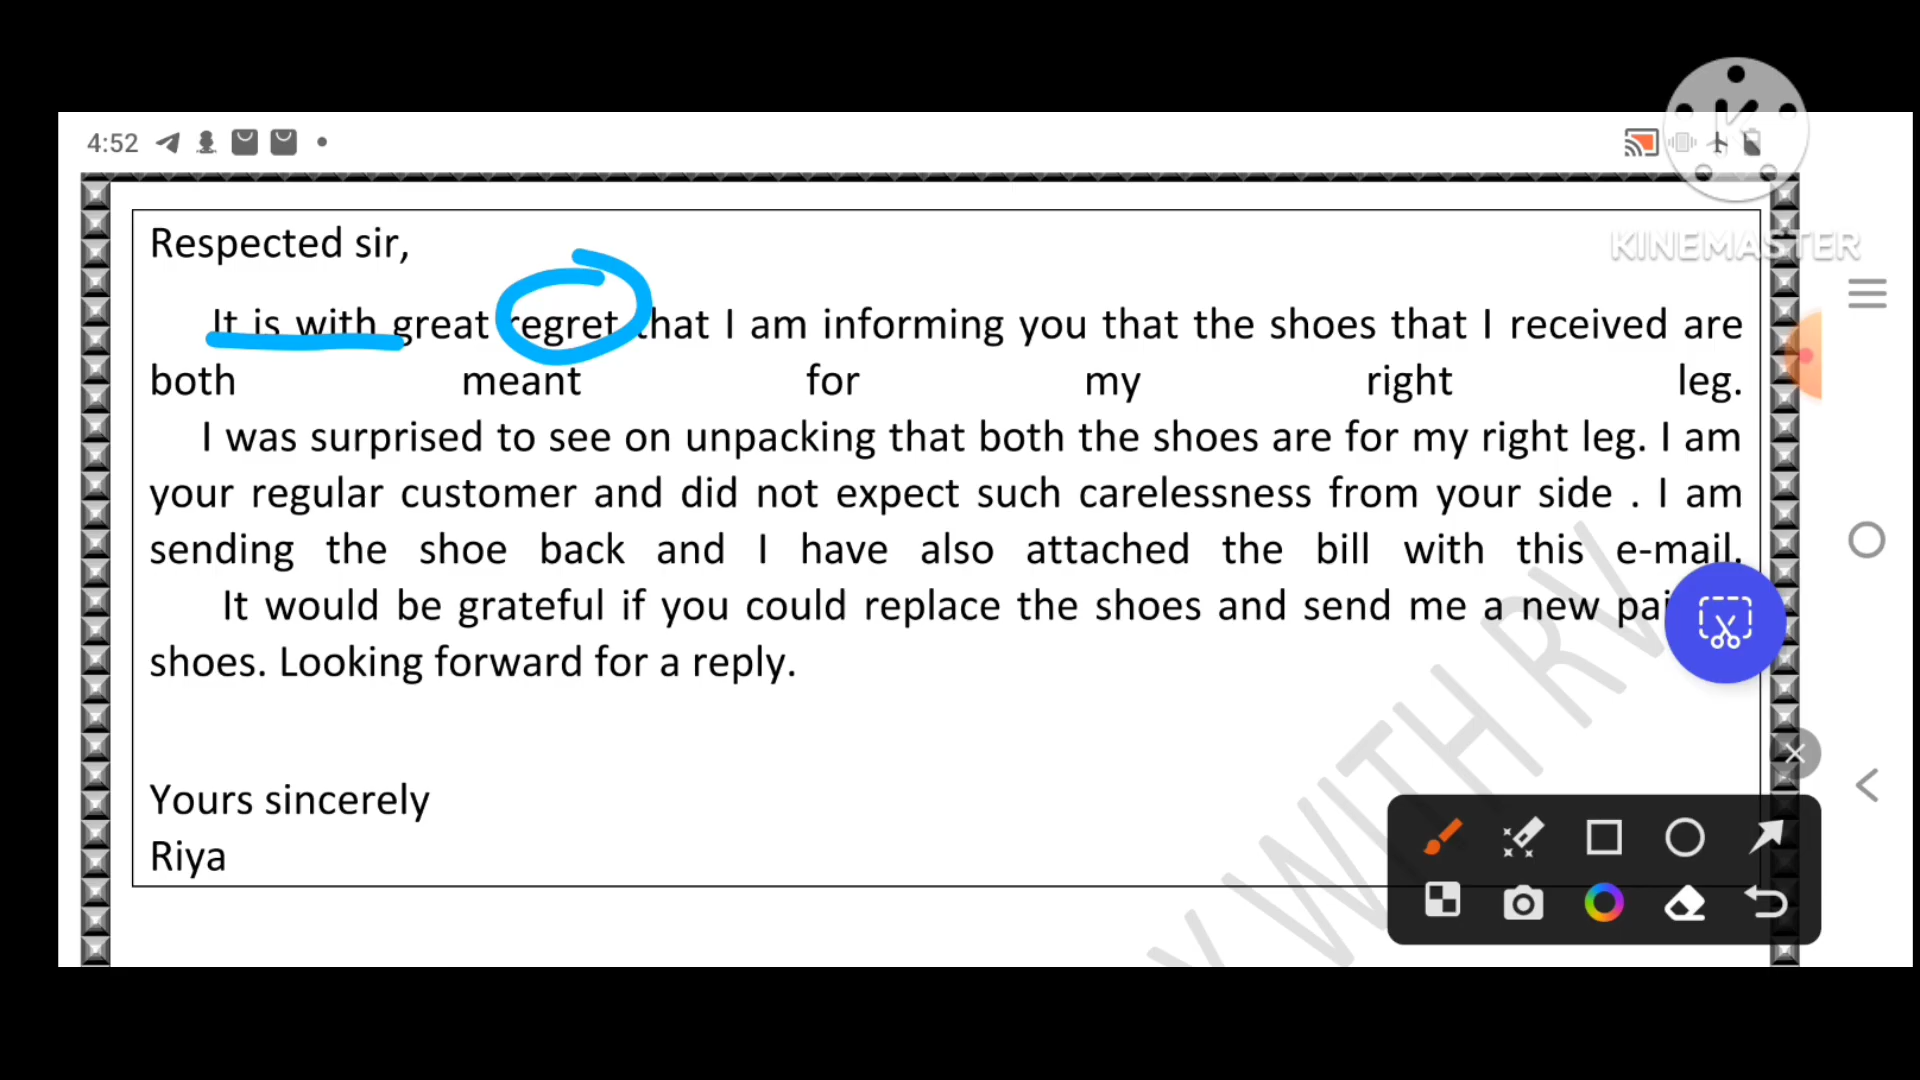 4:52
KINEMASTER
Respected sir,
It is with great regret that I am informing you that the shoes that I received are
both meant for my right leg.
I was surprised to see on unpacking that both the shoes are for my right leg. I am
your regular customer and did not expect such carelessness from your side . I am
sending the shoe back and I have also attached the bill with this e-mail.
It would be grateful if you could replace the shoes and send me a new
shoes. Looking forward for a reply.
Yours sincerely
Riya
WITH RV